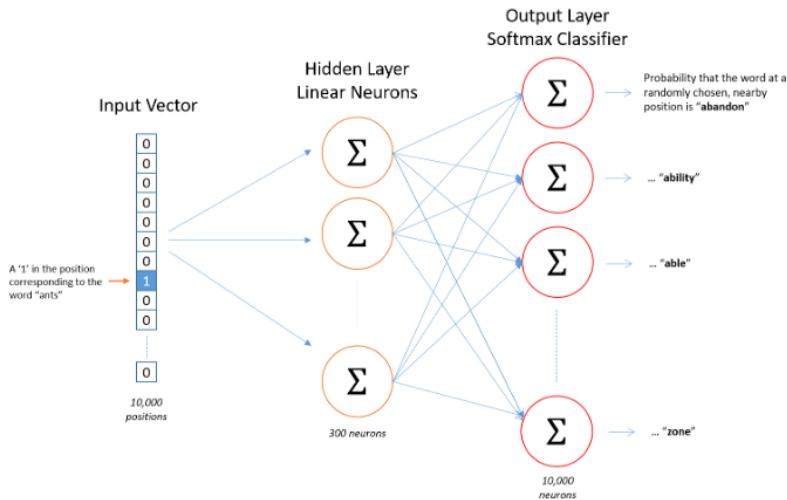 Output Layer
Softmax Classifier
Hidden Layer
Linear Neurons
Input Vector
Probability that the word at a
randomly chosen, nearby
position is “abandon”
0
0
0
0
0
0
0
1
0
0
0
A ‘1’ in the position
corresponding to the
word “ants”
10,000
positions
Σ
Σ
Σ
300 neurons
Σ
Σ
Σ
Σ
... “ability”
... “able”
... “zone”
10,000
neurons